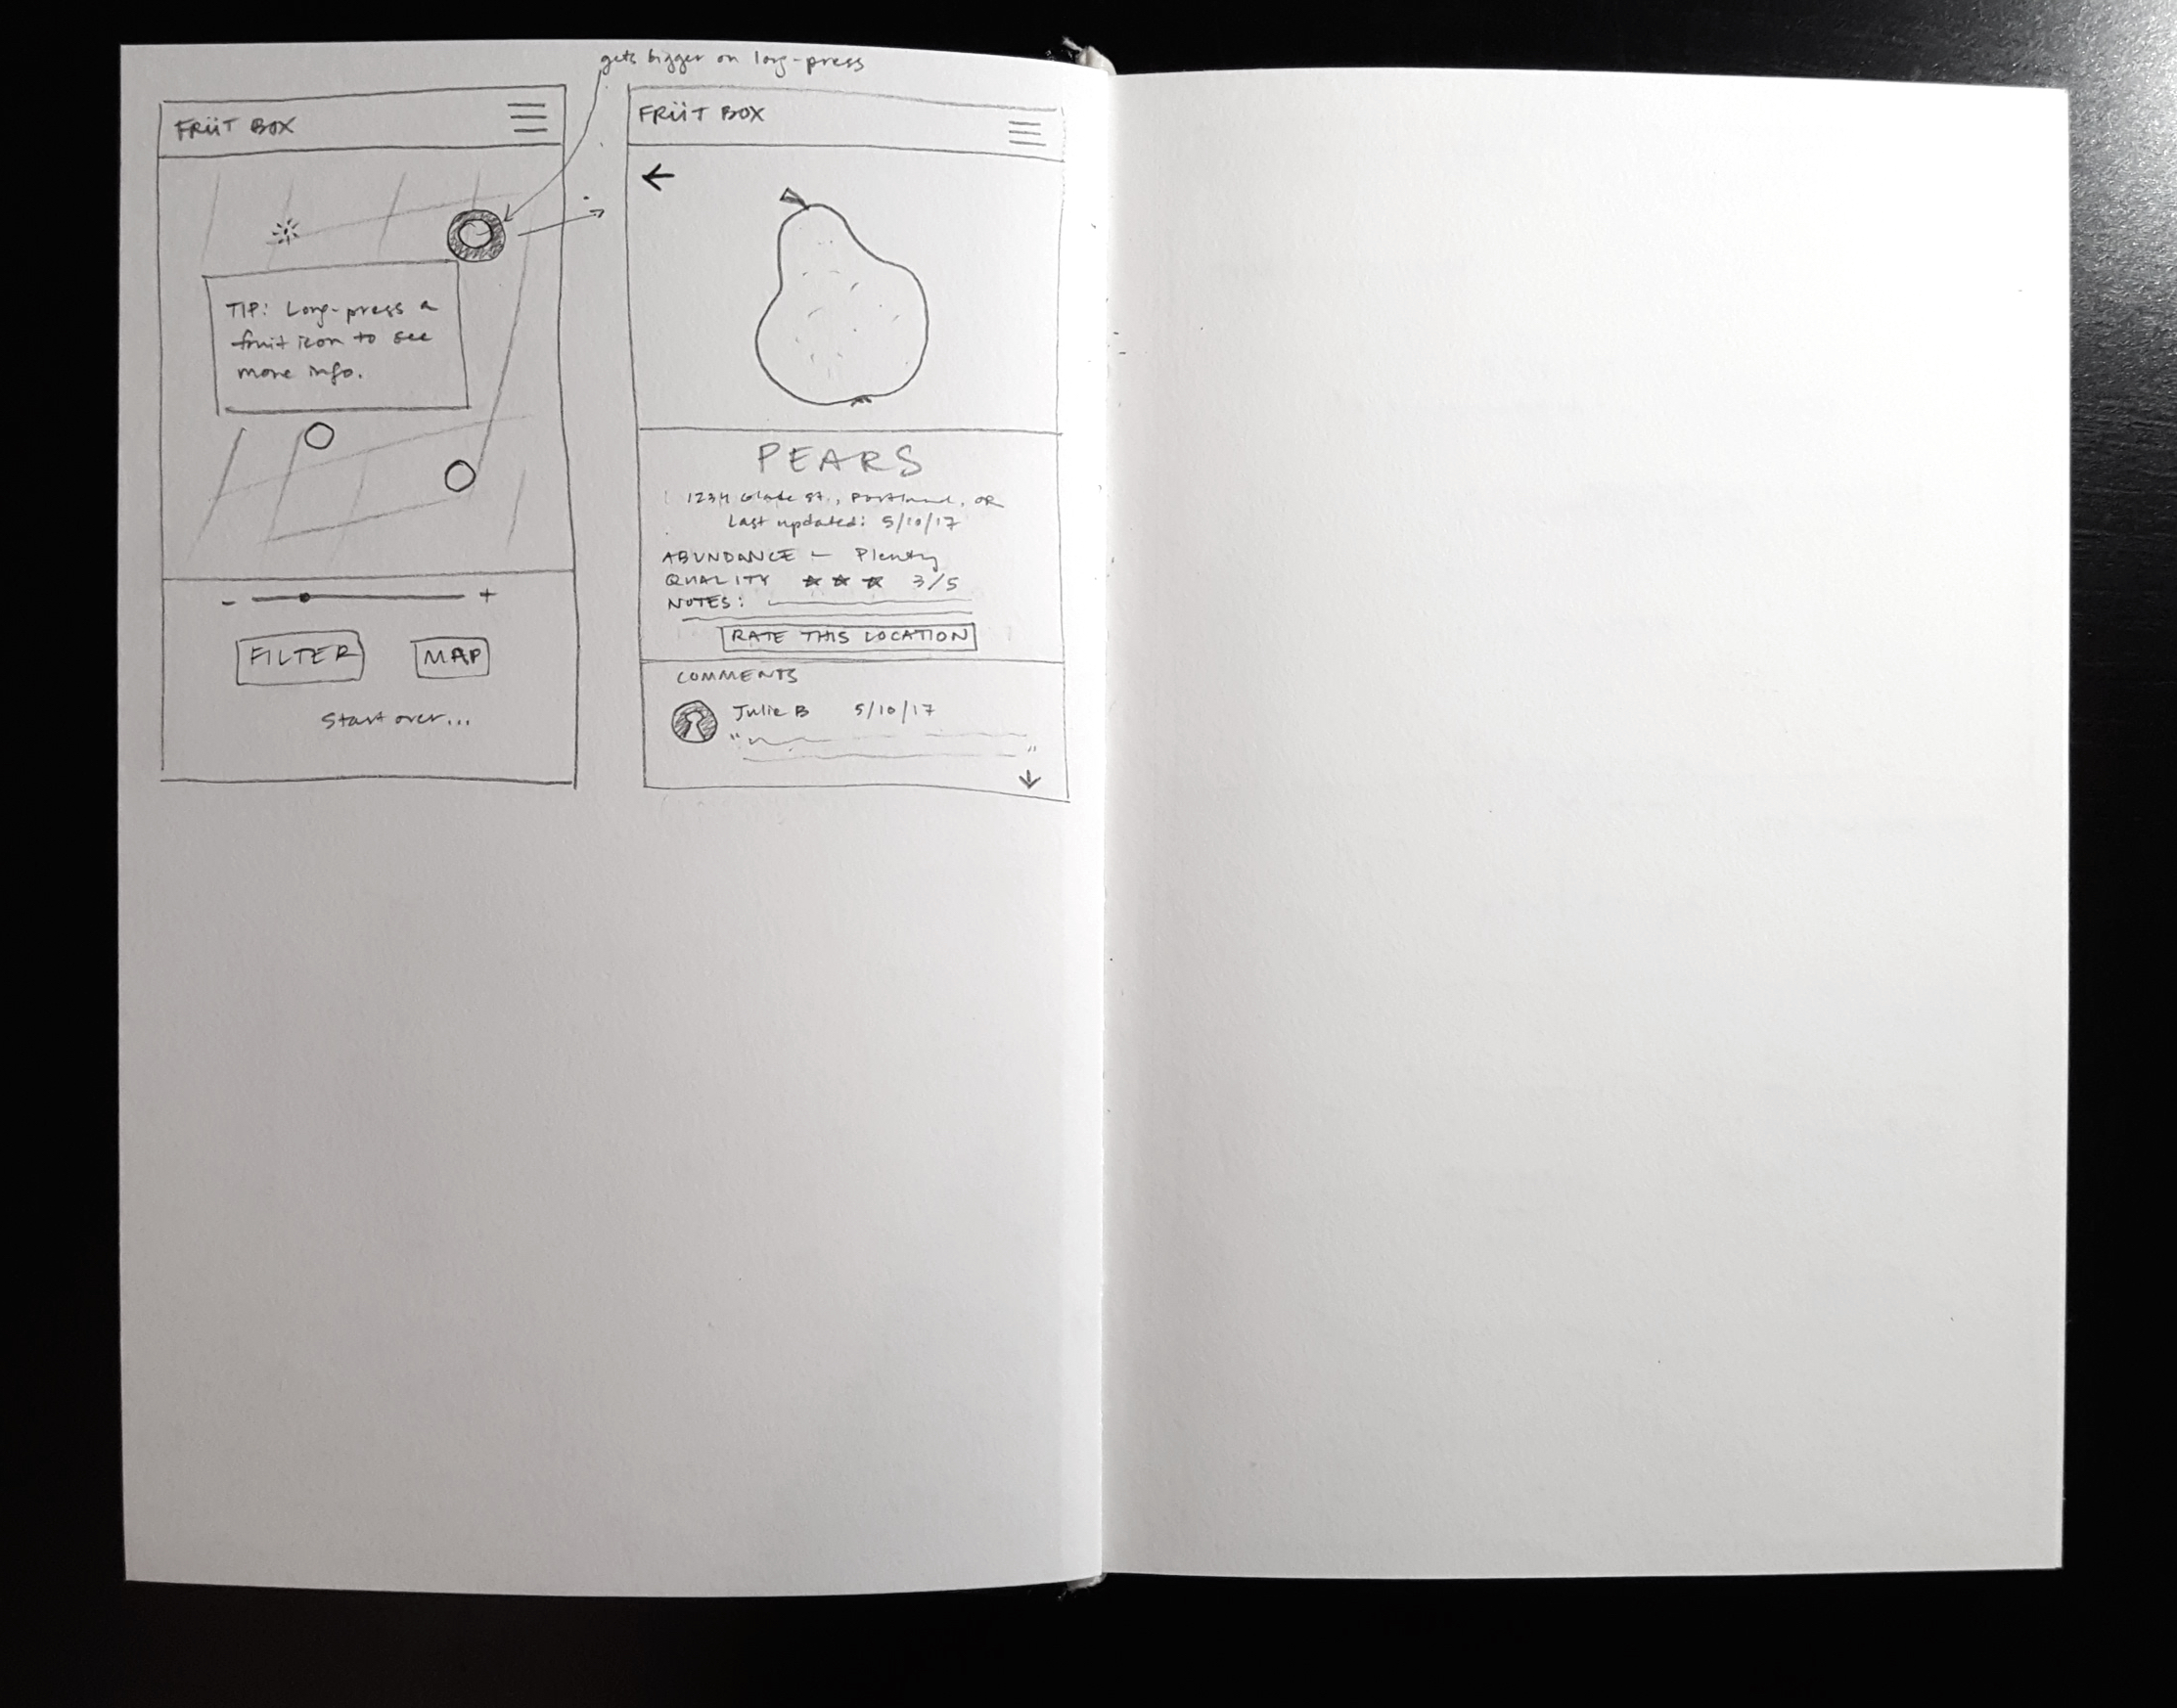 gets bigger on long-press
FRÜIT BOX
TIP: Long-press a
fruit icon to see
more info.
- +
FILTER MAP
Start over...
FRÜIT BOX
PEARS
1234 Glade St., Portland, OR
Last updated: 5/10/17
ABUNDANCE — Plenty
QUALITY ★ ★ ★ 3/5
NOTES:
RATE THIS LOCATION
COMMENTS
Julie B 5/10/17
" "